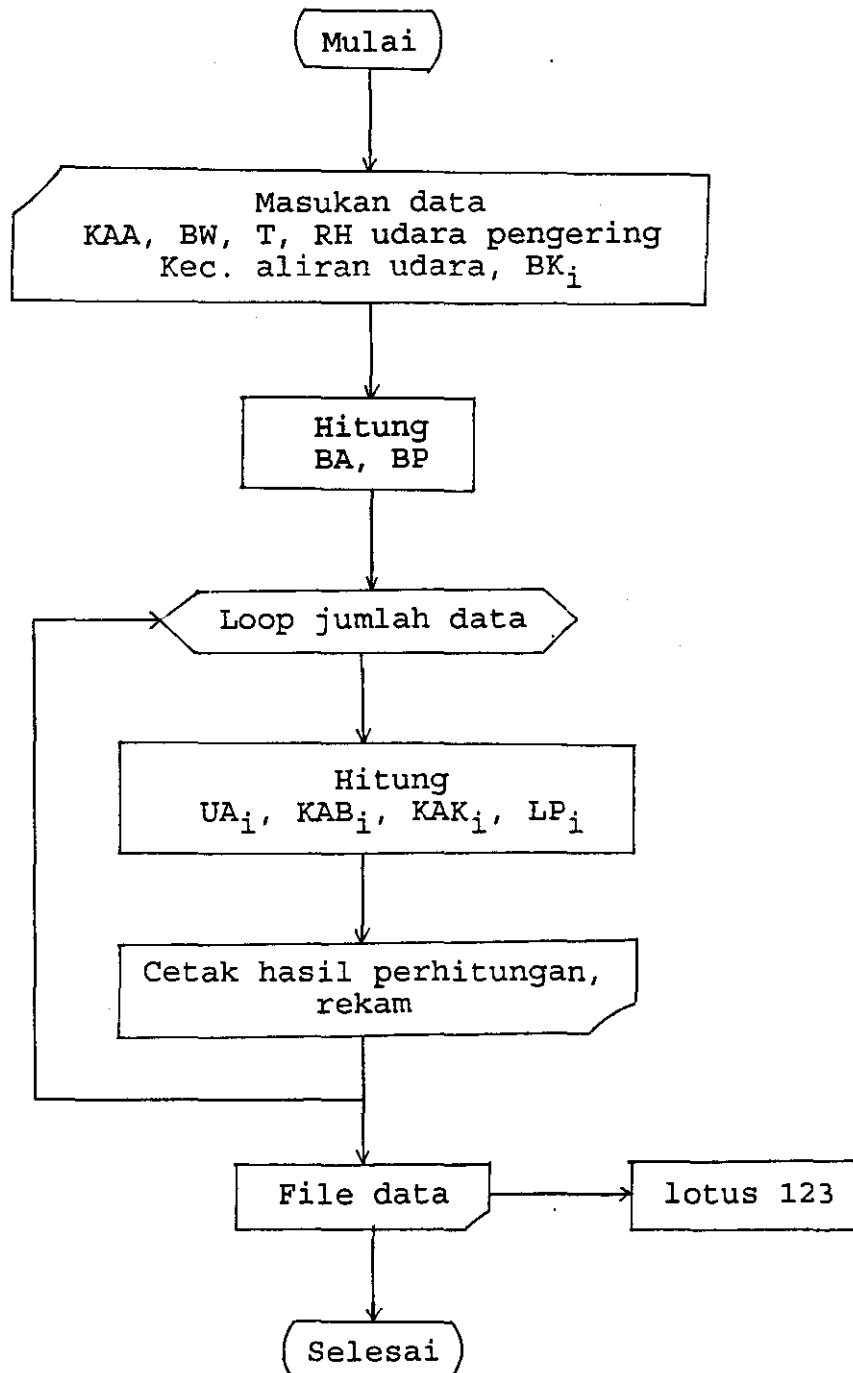 Mulai
Masukan data
KAA, BW, T, RH udara pengering
Kec. aliran udara, BKi
Hitung
BA, BP
Loop jumlah data
Hitung
UAi, KABi, KAKi, LPi
Cetak hasil perhitungan,
rekam
File data
lotus 123
Selesai